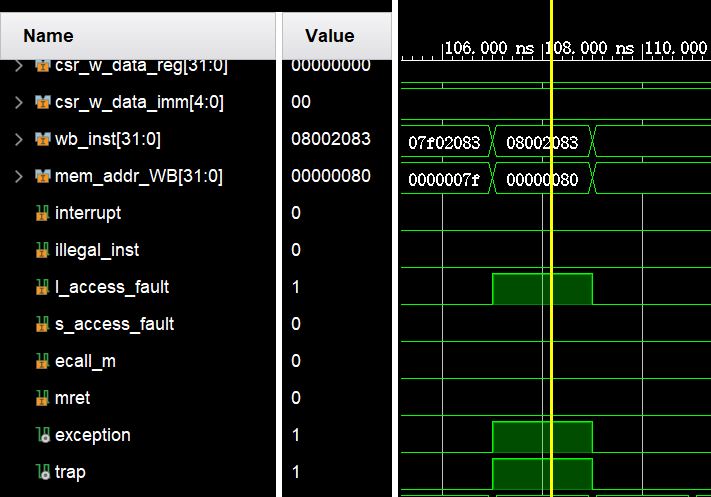 Name Value 106.000 ns 108.000 ns 110.000
csr_w_data_reg[31:0] 00000000
csr_w_data_imm[4:0] 00
wb_inst[31:0] 08002083 07f02083 08002083
mem_addr_WB[31:0] 00000080 0000007f 00000080
interrupt 0
illegal_inst 0
l_access_fault 1
s_access_fault 0
ecall_m 0
mret 0
exception 1
trap 1